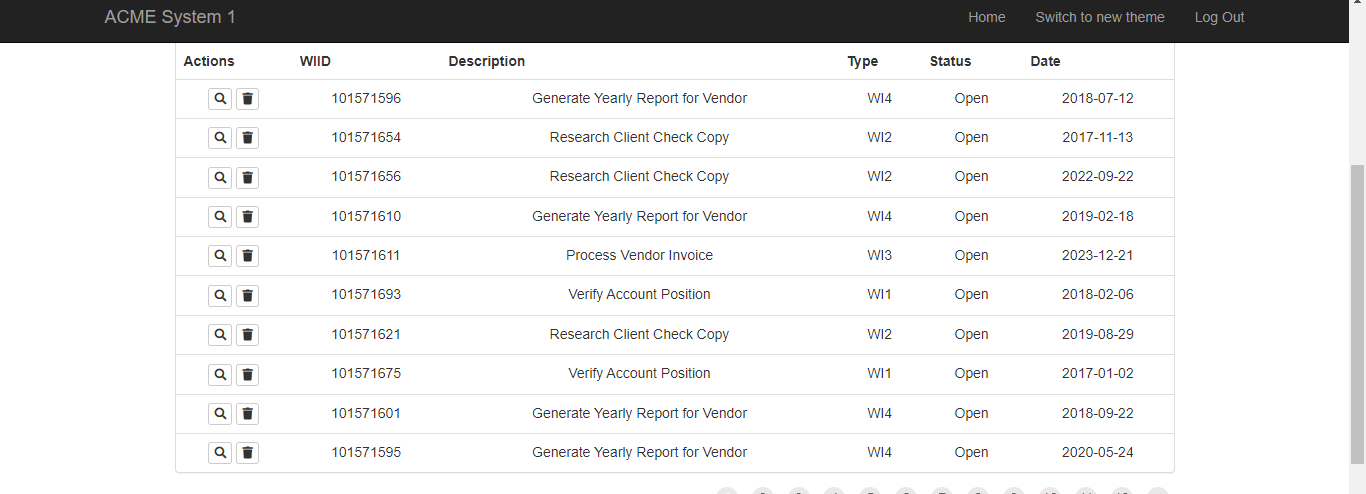 ACME System 1 Home Switch to new theme Log Out
Actions WIID Description Type Status Date
101571596 Generate Yearly Report for Vendor WI4 Open 2018-07-12
101571654 Research Client Check Copy WI2 Open 2017-11-13
101571656 Research Client Check Copy WI2 Open 2022-09-22
101571610 Generate Yearly Report for Vendor WI4 Open 2019-02-18
101571611 Process Vendor Invoice WI3 Open 2023-12-21
101571693 Verify Account Position WI1 Open 2018-02-06
101571621 Research Client Check Copy WI2 Open 2019-08-29
101571675 Verify Account Position WI1 Open 2017-01-02
101571601 Generate Yearly Report for Vendor WI4 Open 2018-09-22
101571595 Generate Yearly Report for Vendor WI4 Open 2020-05-24